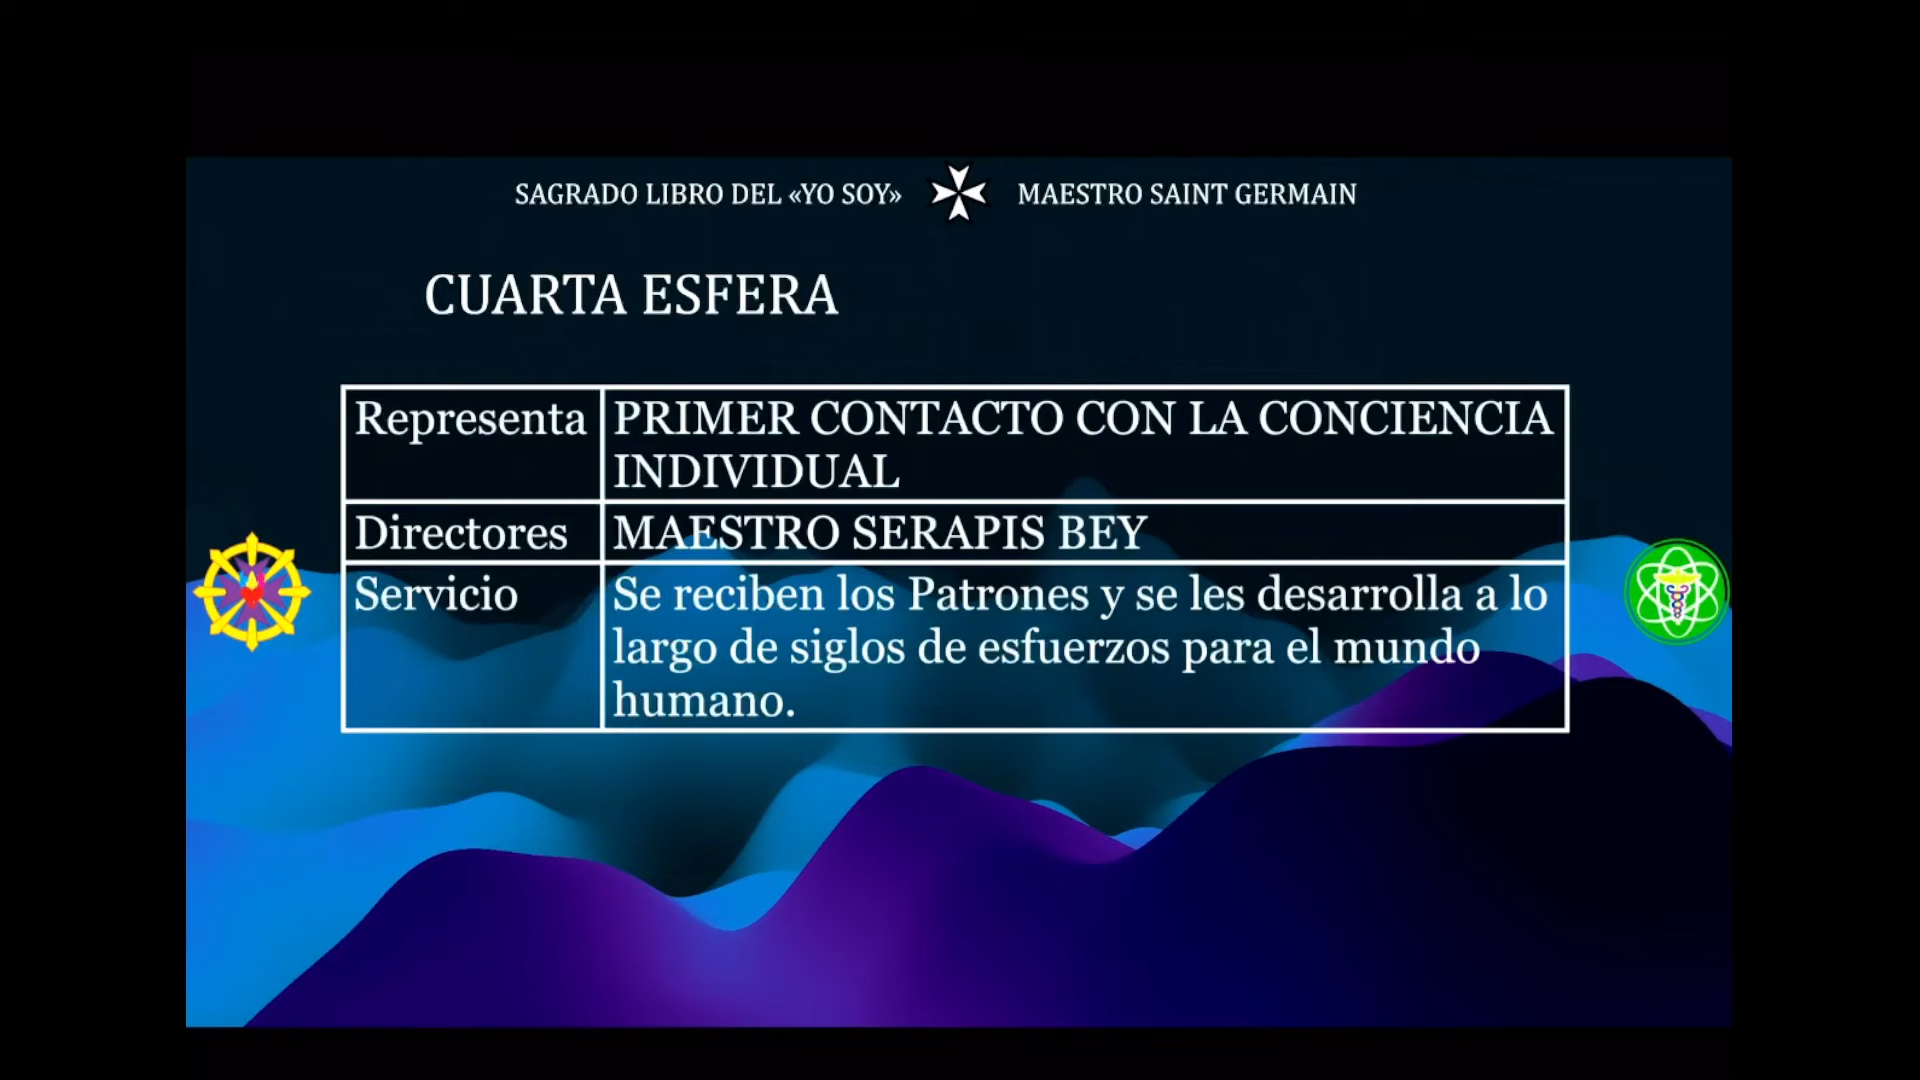 SAGRADO LIBRO DEL «YO SOY» MAESTRO SAINT GERMAIN
CUARTA ESFERA
Representa PRIMER CONTACTO CON LA CONCIENCIA
INDIVIDUAL
Directores MAESTRO SERAPIS BEY
Servicio Se reciben los Patrones y se les desarrolla a lo
largo de siglos de esfuerzos para el mundo
humano.